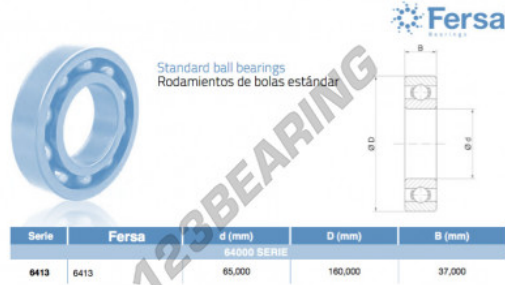 Fersa
Bearings
Standard ball bearings
Rodamientos de bolas estándar
B
Ø D
Ø d
123BEARING
Serie Fersa d (mm) D (mm) B (mm)
64000 SERIE
6413 6413 65,000 160,000 37,000